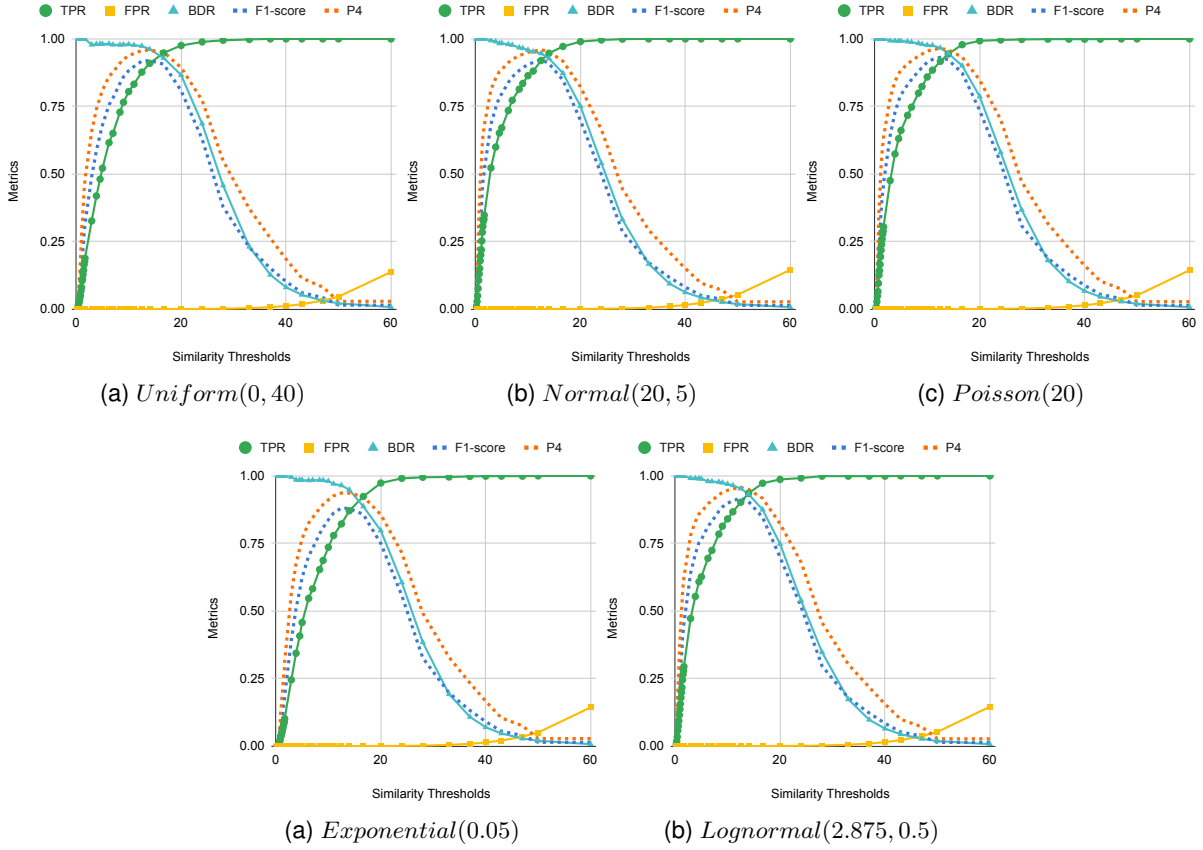 TPR FPR BDR F1-score P4
TPR FPR BDR F1-score P4
TPR FPR BDR F1-score P4
1.00
0.75
0.50
0.25
0.00
Metrics
0 20 40 60
Similarity Thresholds
(a) Uniform(0, 40)
1.00
0.75
0.50
0.25
0.00
Metrics
0 20 40 60
Similarity Thresholds
(b) Normal(20, 5)
1.00
0.75
0.50
0.25
0.00
Metrics
0 20 40 60
Similarity Thresholds
(c) Poisson(20)
TPR FPR BDR F1-score P4
TPR FPR BDR F1-score P4
1.00
0.75
0.50
0.25
0.00
Metrics
0 20 40 60
Similarity Thresholds
(a) Exponential(0.05)
1.00
0.75
0.50
0.25
0.00
Metrics
0 20 40 60
Similarity Thresholds
(b) Lognormal(2.875, 0.5)